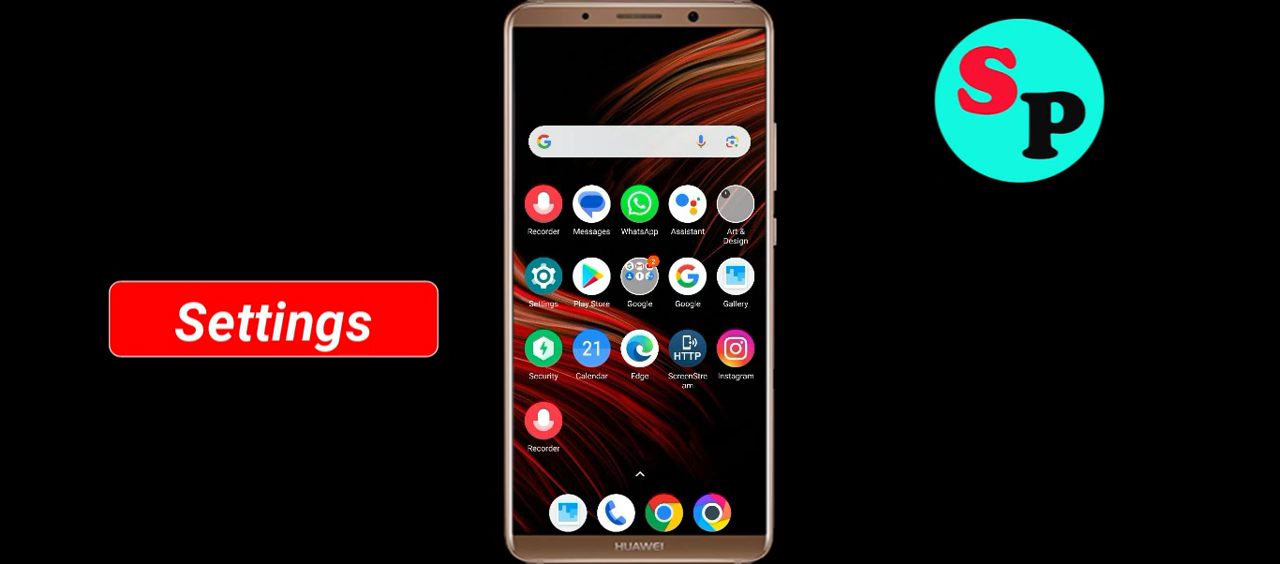 S
P
Recorder
Messages
WhatsApp
Assistant
Art &
Design
2
Settings
Play Store
Google
Google
Gallery
Settings
21
HTTP
Security
Calendar
Edge
ScreenStre
am
Instagram
Recorder
HUAWEI